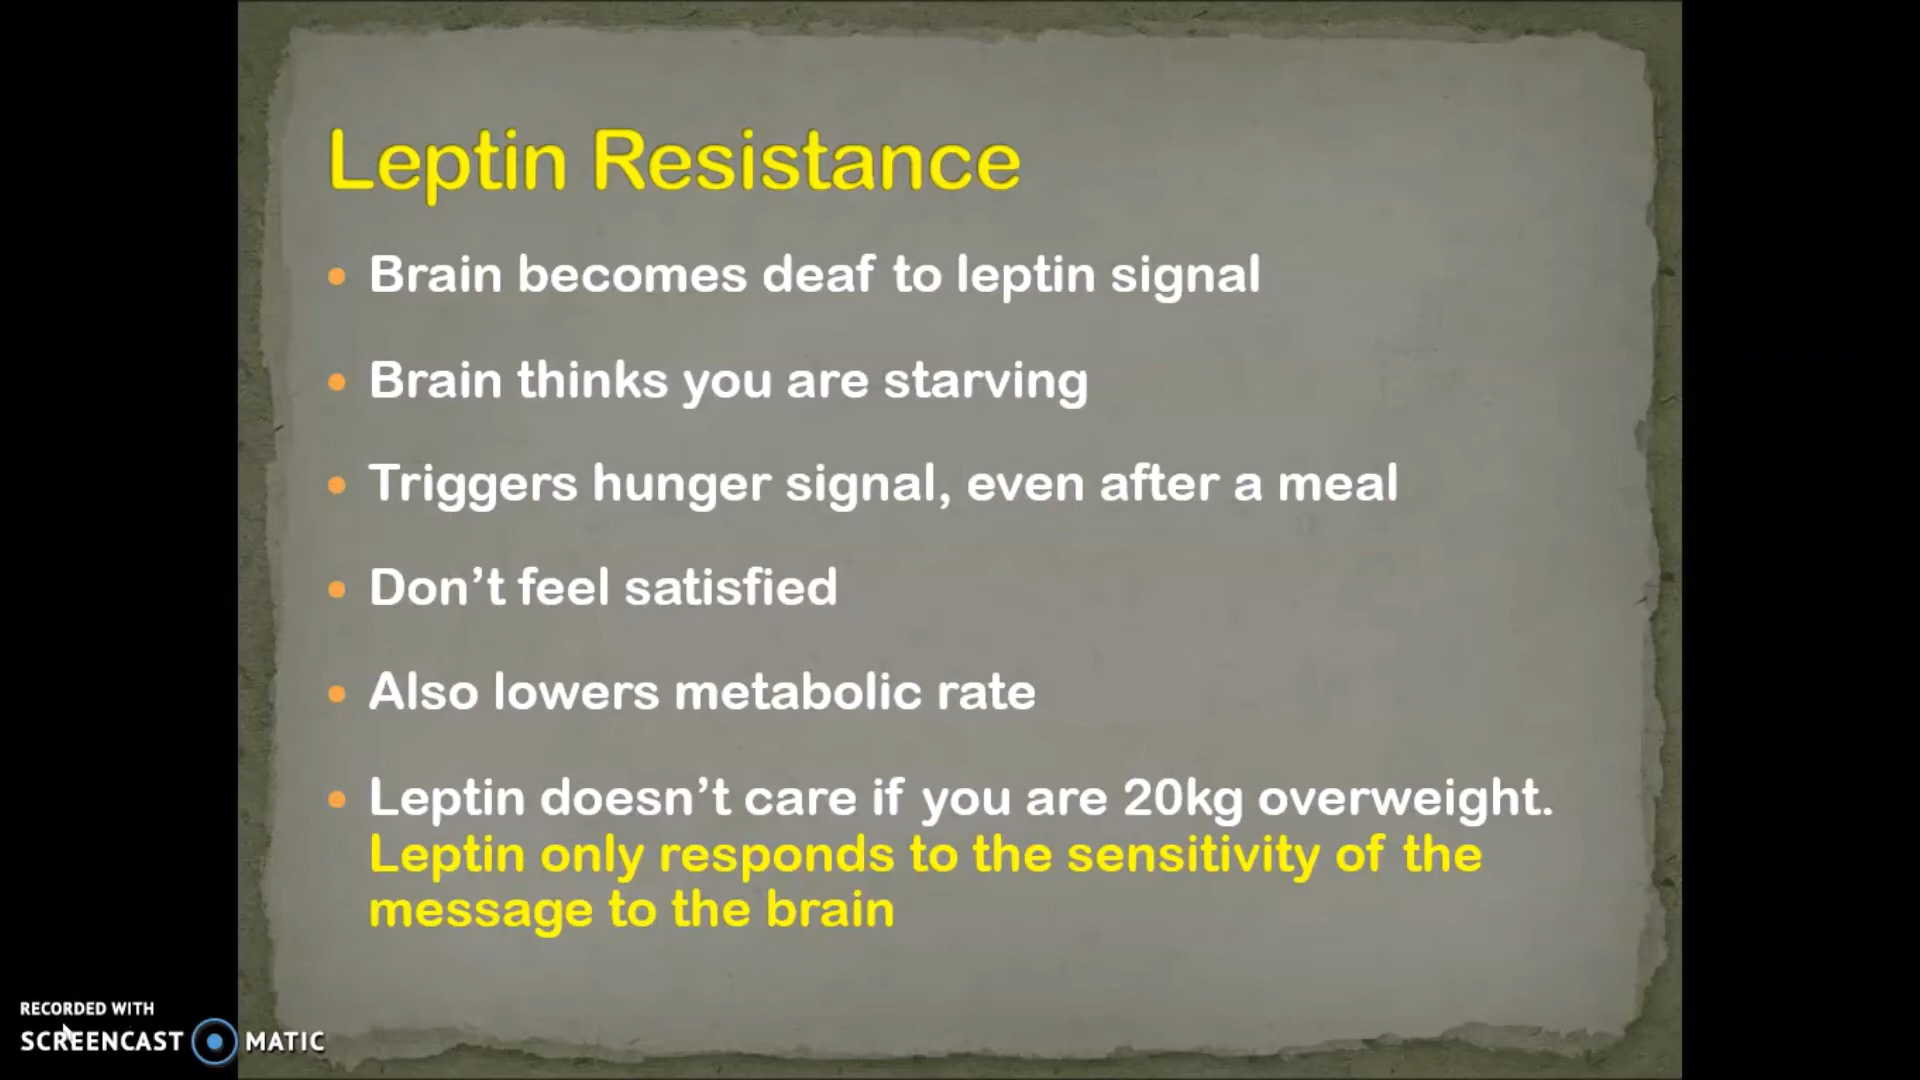 Leptin Resistance
Brain becomes deaf to leptin signal
Brain thinks you are starving
Triggers hunger signal, even after a meal
Don’t feel satisfied
Also lowers metabolic rate
Leptin doesn’t care if you are 20kg overweight.
Leptin only responds to the sensitivity of the
message to the brain
RECORDED WITH
SCREENCAST MATIC